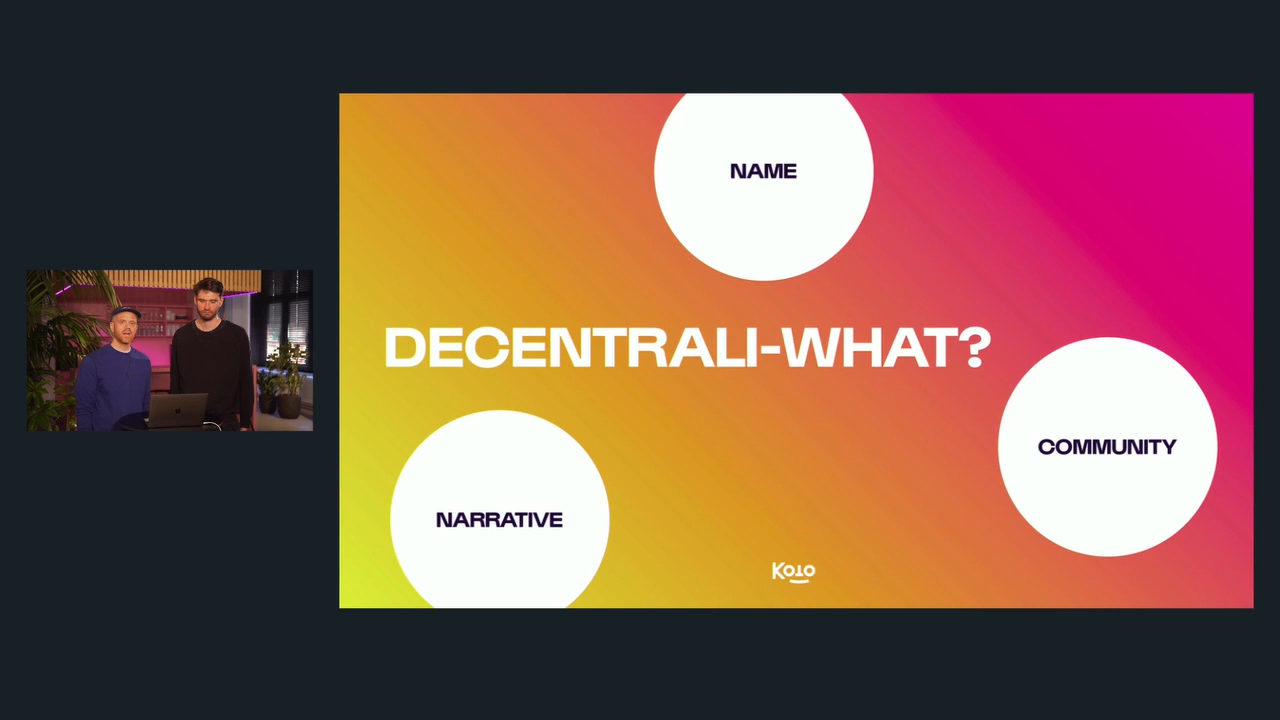 NAME
DECENTRALI-WHAT?
COMMUNITY
NARRATIVE
Koto